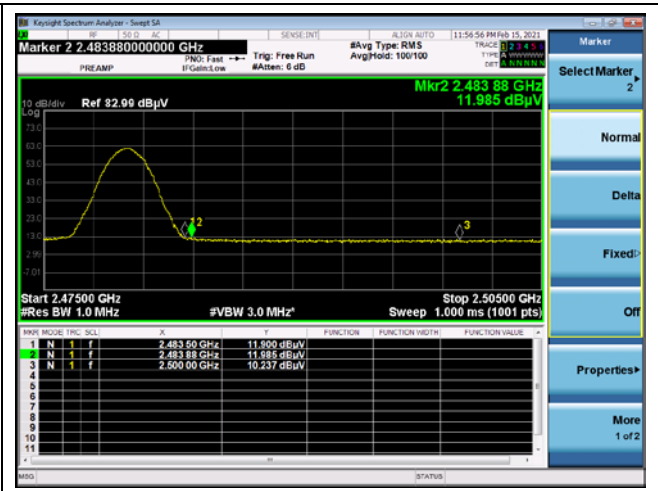 Keysight Spectrum Analyzer - Swept SA
RF 50 Ω AC SENSE:INT ALIGN AUTO 11:56:56 PM Feb 15, 2021
Marker 2 2.483880000000 GHz
PREAMP
PNO: Fast
IFGain:Low
Trig: Free Run
#Atten: 6 dB
#Avg Type: RMS
Avg|Hold: 100/100
TRACE 1 2 3 4 5 6
TYPE A WWWWW
DET A NNNNN
Mkr2 2.483 88 GHz
11.985 dBµV
10 dB/div Ref 82.99 dBµV
Log
73.0
63.0
53.0
43.0
33.0
23.0
13.0
2.99
-7.01
1 2
3
Start 2.47500 GHz Stop 2.50500 GHz
#Res BW 1.0 MHz #VBW 3.0 MHz* Sweep 1.000 ms (1001 pts)
MKR MODE TRC SCL X Y FUNCTION FUNCTION WIDTH FUNCTION VALUE
1 N 1 f 2.483 50 GHz 11.900 dBµV
2 N 1 f 2.483 88 GHz 11.985 dBµV
3 N 1 f 2.500 00 GHz 10.237 dBµV
4
5
6
7
8
9
10
11
MSG STATUS
Marker
Select Marker
2
Normal
Delta
Fixed
Off
Properties
More
1 of 2